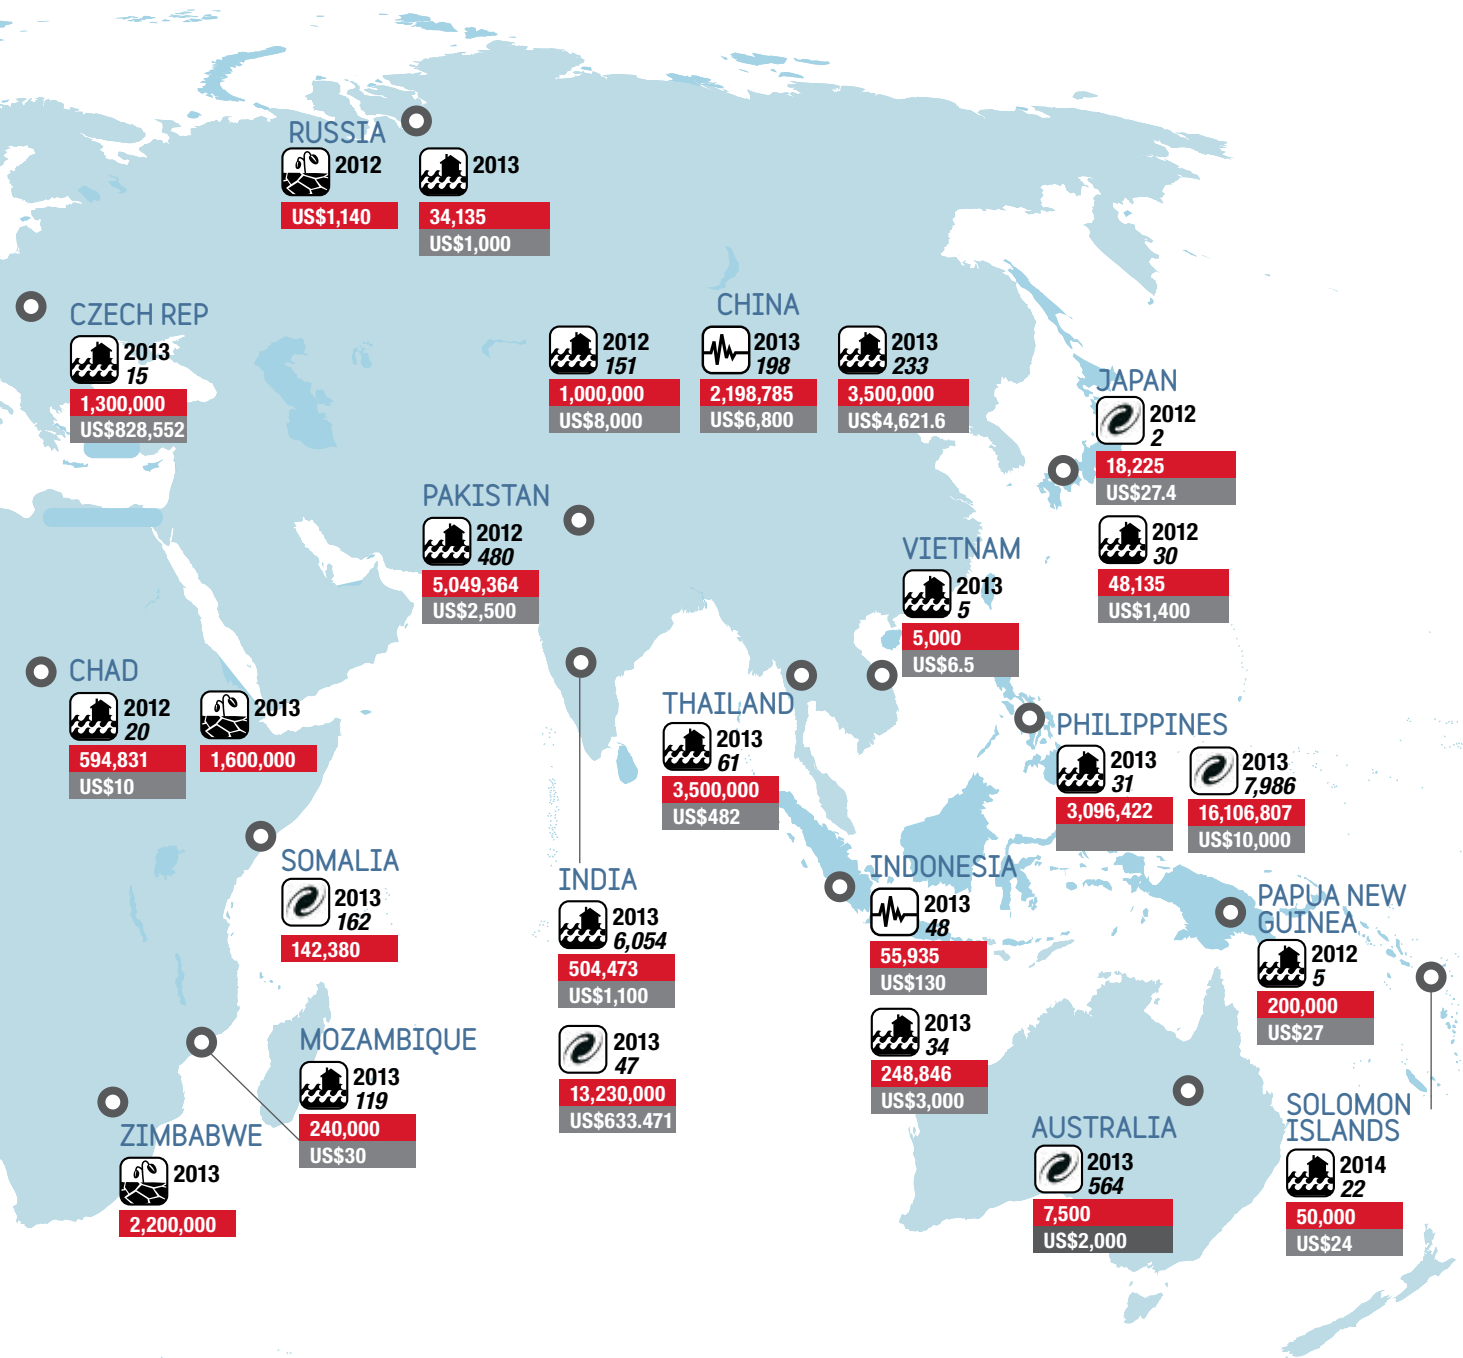 RUSSIA
2012
US$1,140
2013
34,135
US$1,000
CZECH REP
2013
15
1,300,000
US$828,552
CHINA
2012
151
1,000,000
US$8,000
2013
198
2,198,785
US$6,800
2013
233
3,500,000
US$4,621.6
JAPAN
2012
2
18,225
US$27.4
2012
30
48,135
US$1,400
PAKISTAN
2012
480
5,049,364
US$2,500
VIETNAM
2013
5
5,000
US$6.5
CHAD
2012
20
594,831
US$10
2013
1,600,000
THAILAND
2013
61
3,500,000
US$482
PHILIPPINES
2013
31
3,096,422
2013
7,986
16,106,807
US$10,000
SOMALIA
2013
162
142,380
INDIA
2013
6,054
504,473
US$1,100
2013
47
13,230,000
US$633.471
INDONESIA
2013
48
55,935
US$130
2013
34
248,846
US$3,000
PAPUA NEW
GUINEA
2012
5
200,000
US$27
MOZAMBIQUE
2013
119
240,000
US$30
ZIMBABWE
2013
2,200,000
AUSTRALIA
2013
564
7,500
US$2,000
SOLOMON
ISLANDS
2014
22
50,000
US$24